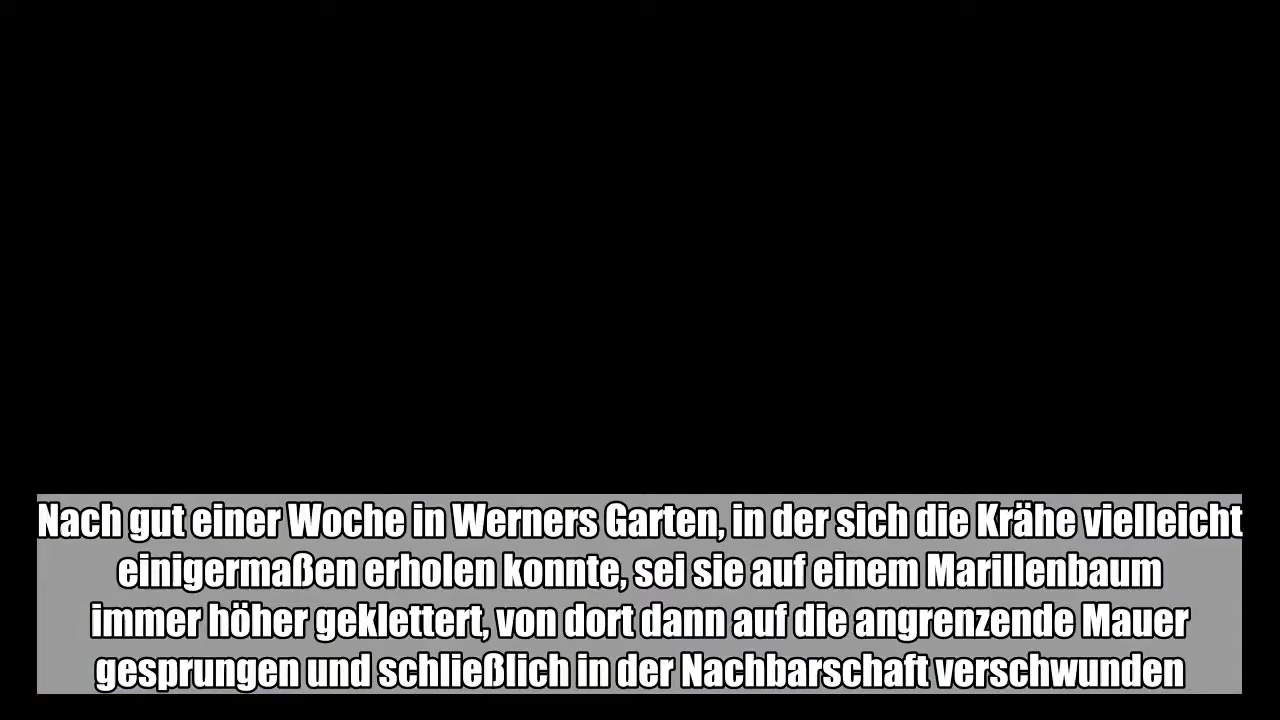 Nach gut einer Woche in Werners Garten, in der sich die Krähe vielleicht
einigermaßen erholen konnte, sei sie auf einem Marillenbaum
immer höher geklettert, von dort dann auf die angrenzende Mauer
gesprungen und schließlich in der Nachbarschaft verschwunden